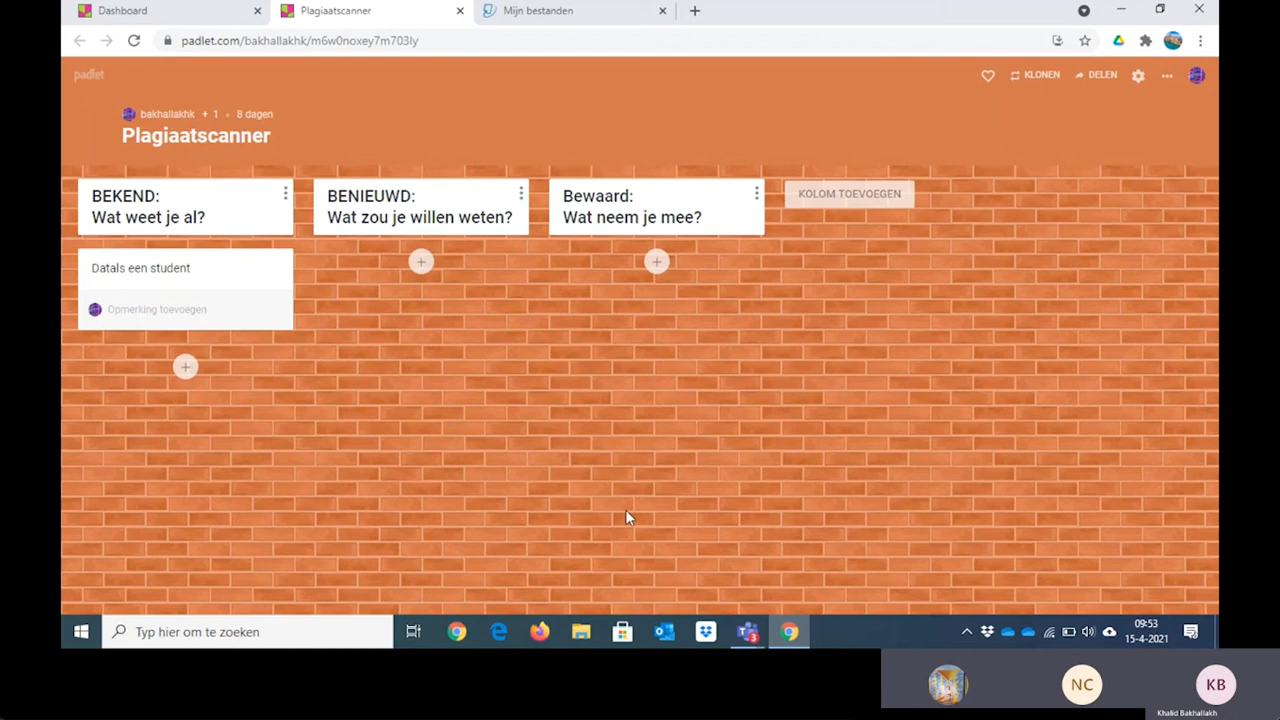 Dashboard
Plagiaatscanner
Mijn bestanden
padlet.com/bakhallakhk/m6w0noxey7m703ly
padlet
KLONEN
DELEN
bakhallakhk + 1 • 8 dagen
Plagiaatscanner
BEKEND:
Wat weet je al?
BENIEUWD:
Wat zou je willen weten?
Bewaard:
Wat neem je mee?
KOLOM TOEVOEGEN
Datals een student
Opmerking toevoegen
Typ hier om te zoeken
3
09:53
15-4-2021
NC
KB
Khalid Bakhallakh